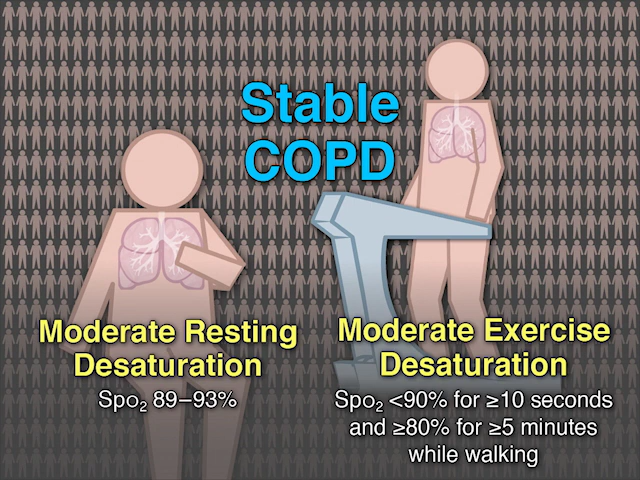 Stable
COPD
Moderate Resting
Desaturation
Spo₂ 89–93%
Moderate Exercise
Desaturation
Spo₂ <90% for ≥10 seconds
and ≥80% for ≥5 minutes
while walking